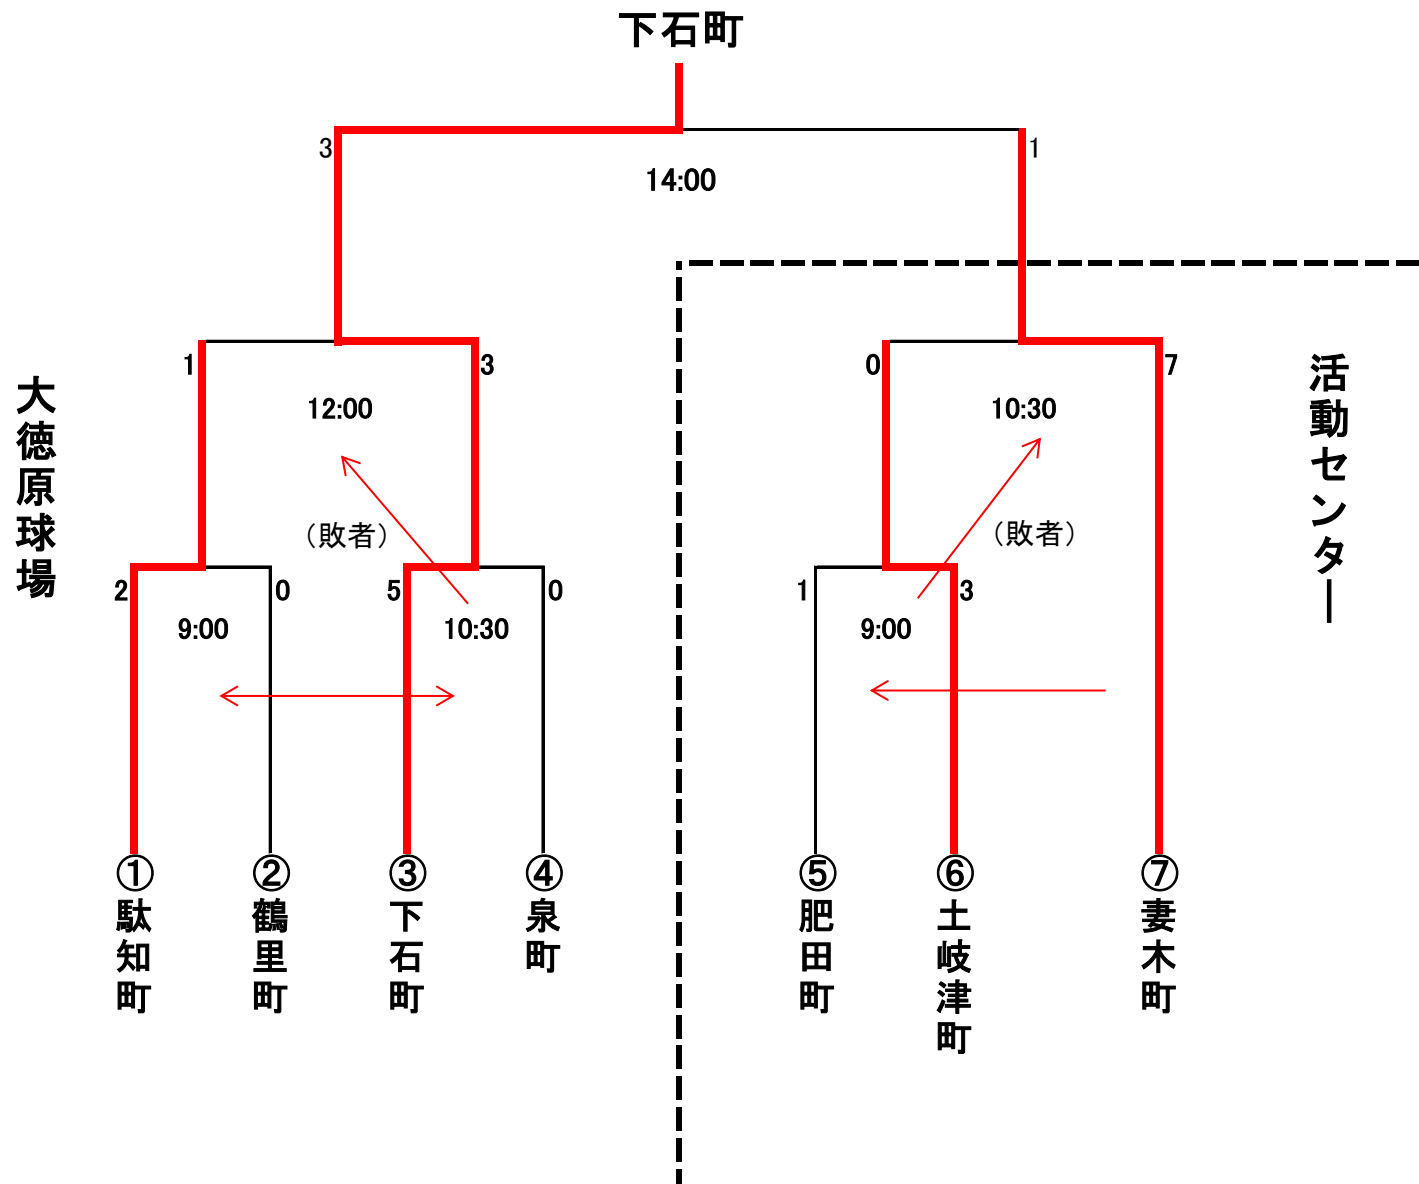 下石町
3
1
14:00
1
3
0
7
12:00
10:30
大徳原球場
活動センター
(敗者)
(敗者)
2
0
5
0
1
3
9:00
10:30
9:00
①駄知町
②鶴里町
③下石町
④泉町
⑤肥田町
⑥土岐津町
⑦妻木町